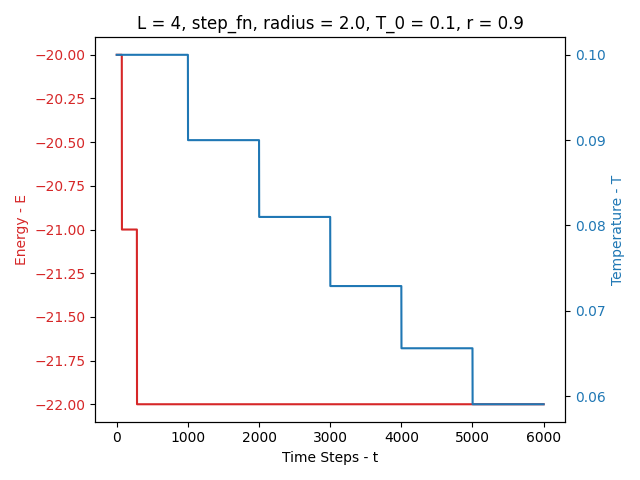 L = 4, step_fn, radius = 2.0, T_0 = 0.1, r = 0.9
−20.00
−20.25
−20.50
−20.75
−21.00
−21.25
−21.50
−21.75
−22.00
Energy - E
0.10
0.09
0.08
0.07
0.06
Temperature - T
0 1000 2000 3000 4000 5000 6000
Time Steps - t